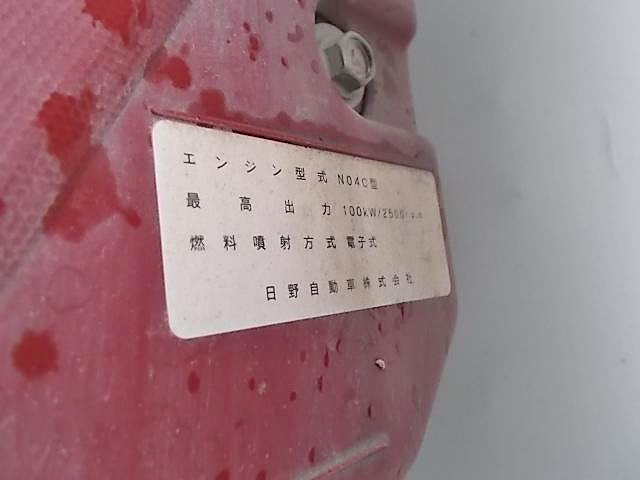 エンジン型式 N04C型
最高出力 100kW/2500rpm
燃料噴射方式 電子式
日野自動車株式会社